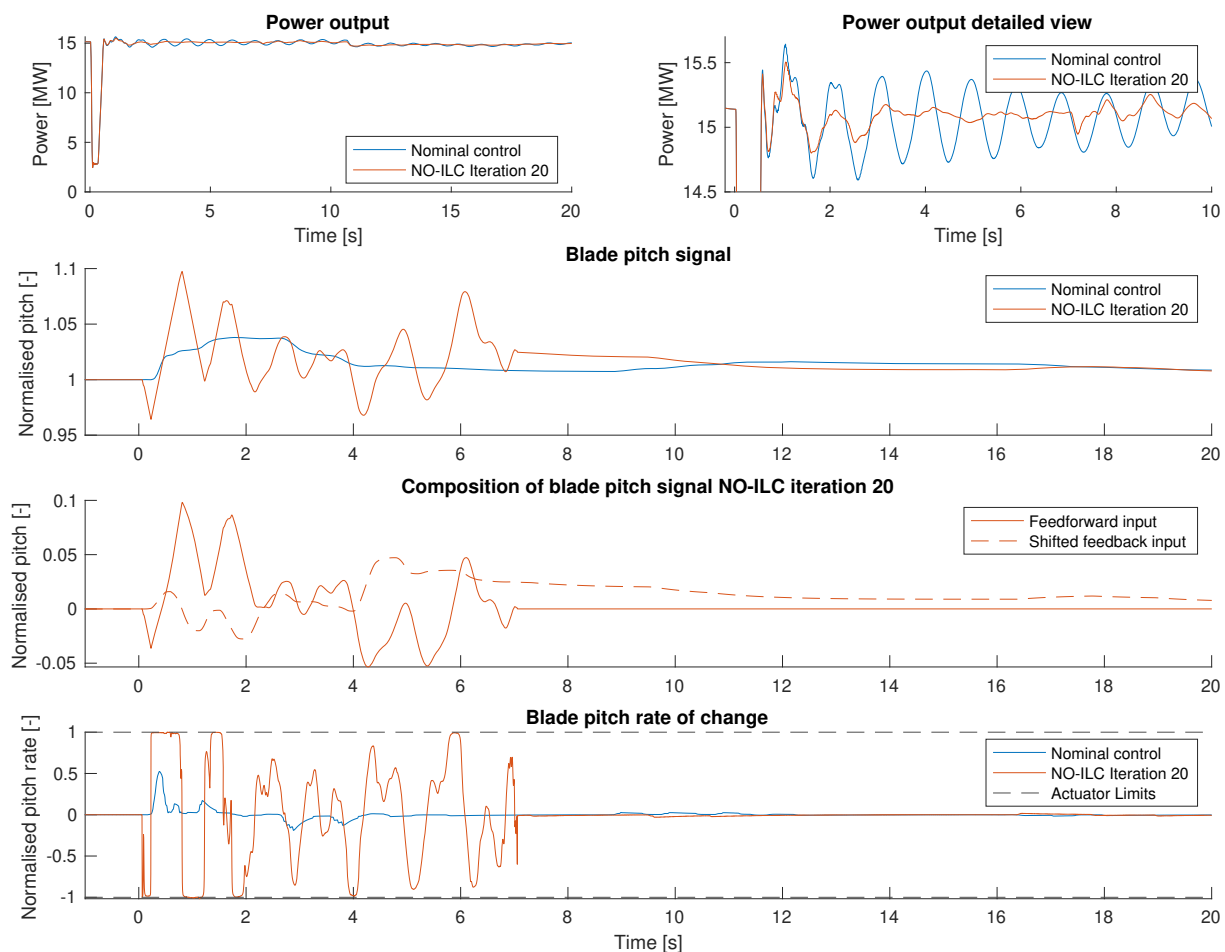 Power output
Power [MW]
15
10
5
0
0
5
10
15
20
Time [s]
Nominal control
NO-ILC Iteration 20
Power output detailed view
Power [MW]
15.5
15
14.5
0
2
4
6
8
10
Time [s]
Nominal control
NO-ILC Iteration 20
Blade pitch signal
Normalised pitch [-]
1.1
1.05
1
0.95
0
2
4
6
8
10
12
14
16
18
20
Nominal control
NO-ILC Iteration 20
Composition of blade pitch signal NO-ILC iteration 20
Normalised pitch [-]
0.1
0.05
0
-0.05
0
2
4
6
8
10
12
14
16
18
20
Feedforward input
Shifted feedback input
Blade pitch rate of change
Normalised pitch rate [-]
1
0.5
0
-0.5
-1
0
2
4
6
8
10
12
14
16
18
20
Time [s]
Nominal control
NO-ILC Iteration 20
Actuator Limits